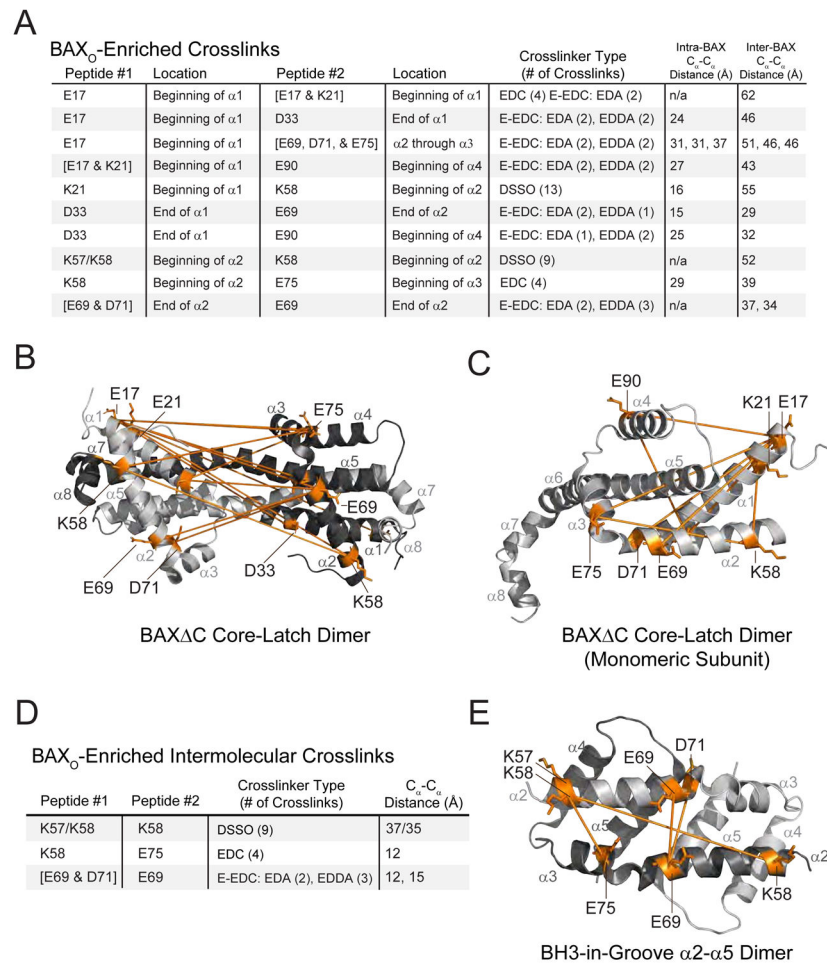 A
BAXO-Enriched Crosslinks
Peptide #1 Location Peptide #2 Location Crosslinker Type (# of Crosslinks) Intra-BAX Cα-Cα Distance (Å) Inter-BAX Cα-Cα Distance (Å)
E17 Beginning of α1 [E17 & K21] Beginning of α1 EDC (4) E-EDC: EDA (2) n/a 62
E17 Beginning of α1 D33 End of α1 E-EDC: EDA (2), EDDA (2) 24 46
E17 Beginning of α1 [E69, D71, & E75] α2 through α3 E-EDC: EDA (2), EDDA (2) 31, 31, 37 51, 46, 46
[E17 & K21] Beginning of α1 E90 Beginning of α4 E-EDC: EDA (2), EDDA (2) 27 43
K21 Beginning of α1 K58 Beginning of α2 DSSO (13) 16 55
D33 End of α1 E69 End of α2 E-EDC: EDA (2), EDDA (1) 15 29
D33 End of α1 E90 Beginning of α4 E-EDC: EDA (1), EDDA (2) 25 32
K57/K58 Beginning of α2 K58 Beginning of α2 DSSO (9) n/a 52
K58 Beginning of α2 E75 Beginning of α3 EDC (4) 29 39
[E69 & D71] End of α2 E69 End of α2 E-EDC: EDA (2), EDDA (3) n/a 37, 34
B
E17
E21
α1
α3
E75
α4
α7
α8
α5
K58
α5
α7
E69
α2
α1
α8
E69
D71
α3
D33
α2
K58
BAXΔC Core-Latch Dimer
C
E90
α4
K21
E17
α6
α5
α1
α7
α3
α2
α8
E75
D71
E69
K58
BAXΔC Core-Latch Dimer
(Monomeric Subunit)
D
BAXO-Enriched Intermolecular Crosslinks
Peptide #1 Peptide #2 Crosslinker Type (# of Crosslinks) Cα-Cα Distance (Å)
K57/K58 K58 DSSO (9) 37/35
K58 E75 EDC (4) 12
[E69 & D71] E69 E-EDC: EDA (2), EDDA (3) 12, 15
E
K57
K58
α4
E69
D71
α2
α3
α5
α5
α4
α3
α2
E75
E69
K58
BH3-in-Groove α2-α5 Dimer